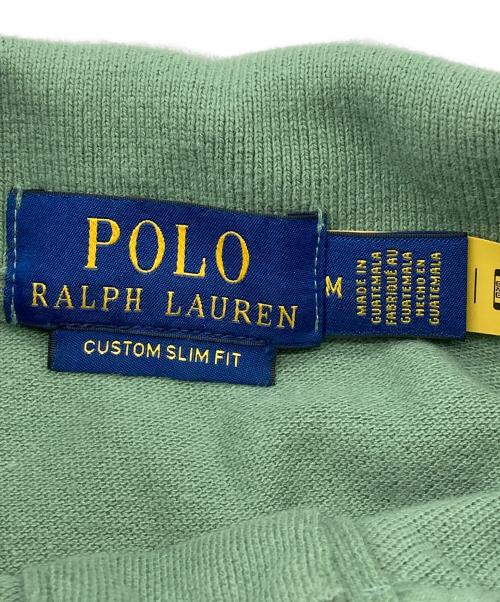 POLO
RALPH LAUREN
CUSTOM SLIM FIT
M
MADE IN
GUATEMALA
FABRIQUÉ AU
GUATEMALA
HECHO EN
GUATEMALA